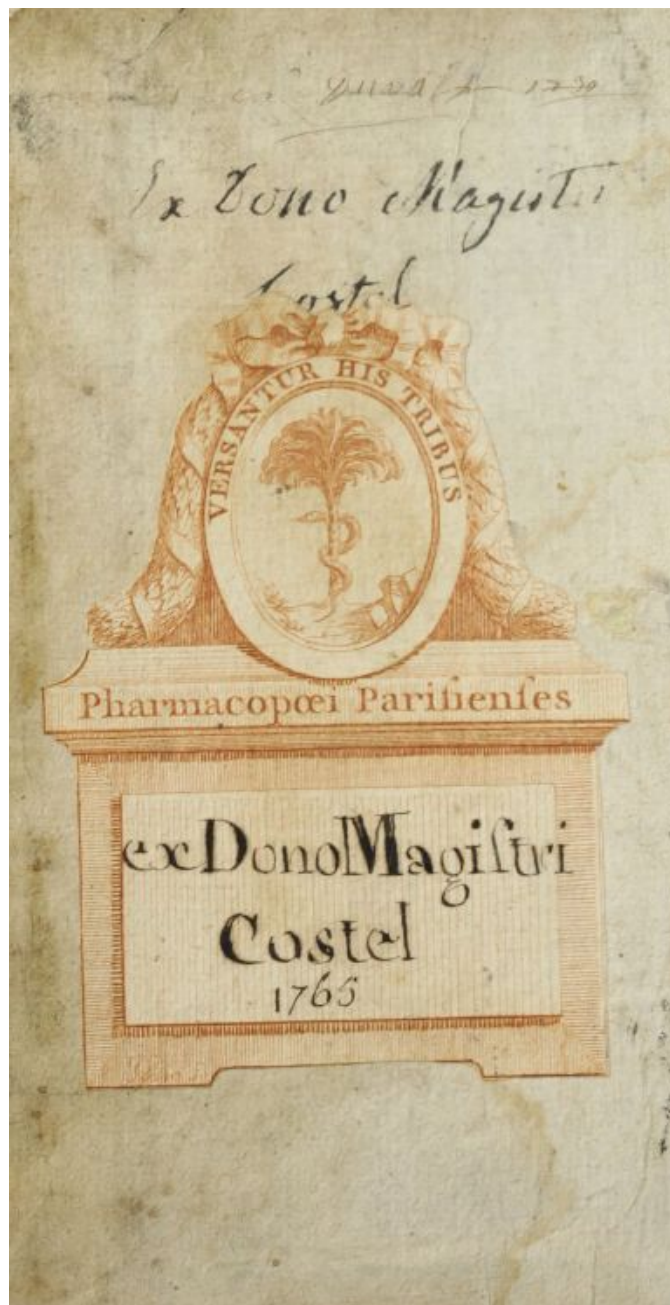 Ex Dono Magistri
Costel
VERSANTUR HIS TRIBUS
Pharmacopœi Pariſienſes
ex Dono Magiſtri
Costel
1765